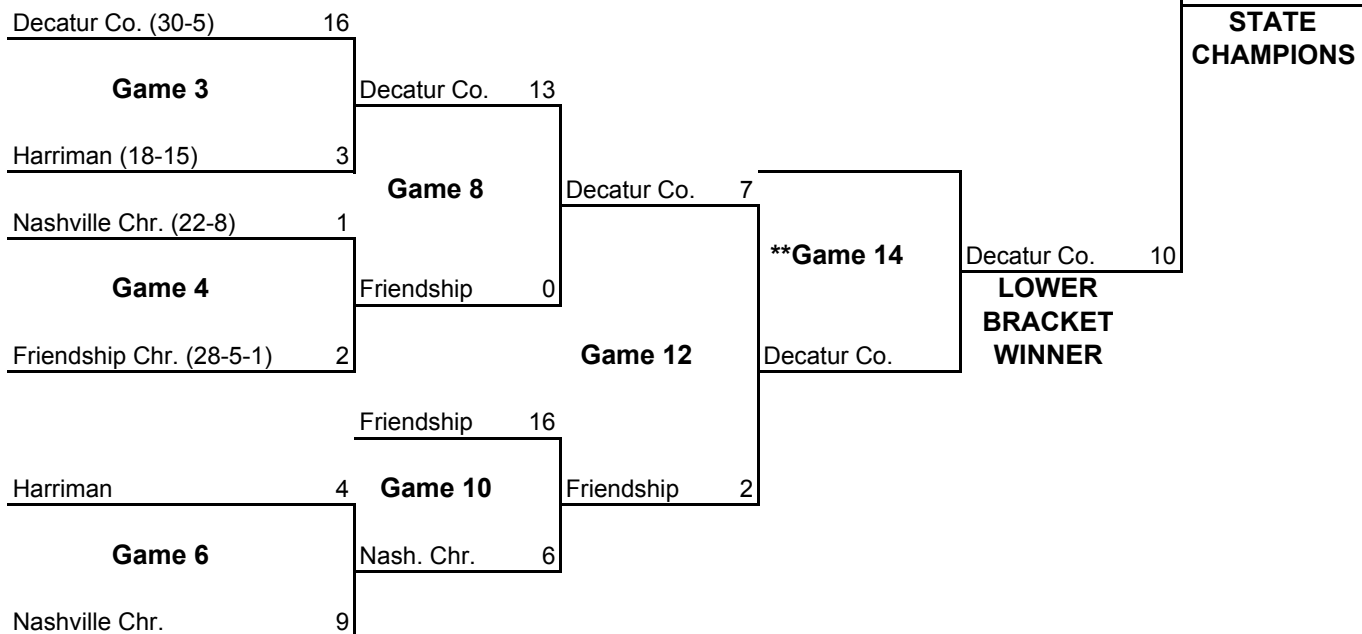 STATE
CHAMPIONS
Decatur Co. (30-5) 16
Game 3
Decatur Co. 13
Harriman (18-15) 3
Game 8
Decatur Co. 7
Nashville Chr. (22-8) 1
**Game 14
Decatur Co. 10
Game 4
Friendship 0
LOWER
BRACKET
WINNER
Friendship Chr. (28-5-1) 2
Game 12
Decatur Co.
Friendship 16
Harriman 4
Game 10
Friendship 2
Game 6
Nash. Chr. 6
Nashville Chr. 9